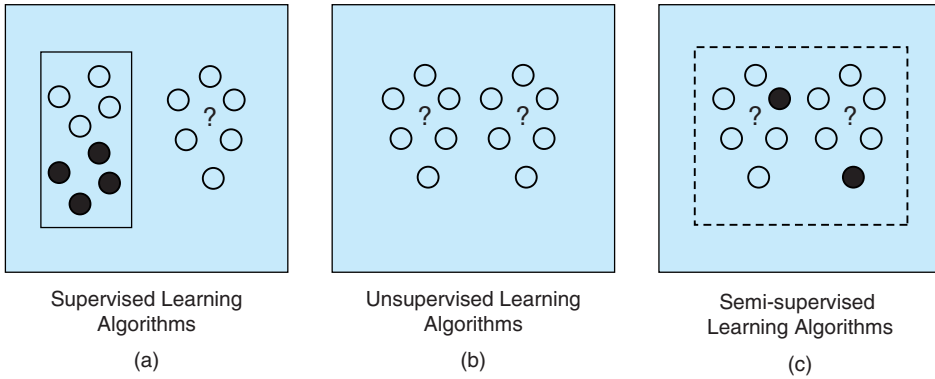 ?
? ?
? ?
Supervised Learning
Algorithms
(a)
Unsupervised Learning
Algorithms
(b)
Semi-supervised
Learning Algorithms
(c)